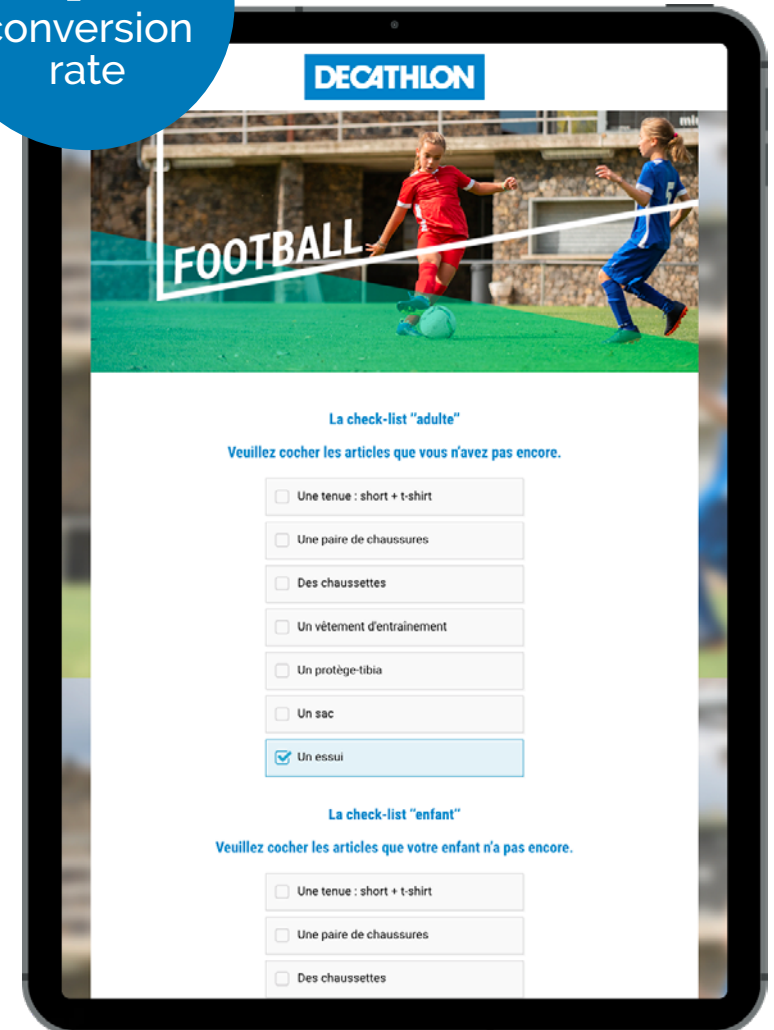 conversion
rate
DECATHLON
FOOTBALL
5
La check-list "adulte"
Veuillez cocher les articles que vous n'avez pas encore.
Une tenue : short + t-shirt
Une paire de chaussures
Des chaussettes
Un vêtement d'entraînement
Un protège-tibia
Un sac
Un essui
La check-list "enfant"
Veuillez cocher les articles que votre enfant n'a pas encore.
Une tenue : short + t-shirt
Une paire de chaussures
Des chaussettes